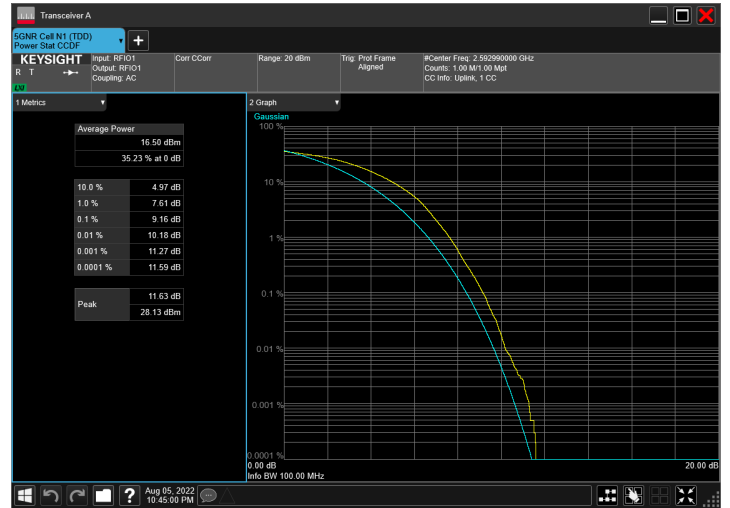 Transceiver A
5GNR Cell N1 (TDD)
Power Stat CCDF
KEYSIGHT
R T
LXI
Input: RFIO1
Output: RFIO1
Coupling: AC
Corr CCorr
Range: 20 dBm
Trig: Prot Frame
Aligned
#Center Freq: 2.592990000 GHz
Counts: 1.00 M/1.00 Mpt
CC Info: Uplink, 1 CC
1 Metrics
Average Power
16.50 dBm
35.23 % at 0 dB
10.0 % 4.97 dB
1.0 % 7.61 dB
0.1 % 9.16 dB
0.01 % 10.18 dB
0.001 % 11.27 dB
0.0001 % 11.59 dB
Peak
11.63 dB
28.13 dBm
2 Graph
Gaussian
100 %
10 %
1 %
0.1 %
0.01 %
0.001 %
0.0001 %
0.00 dB 20.00 dB
Info BW 100.00 MHz
?
Aug 05, 2022
10:45:00 PM